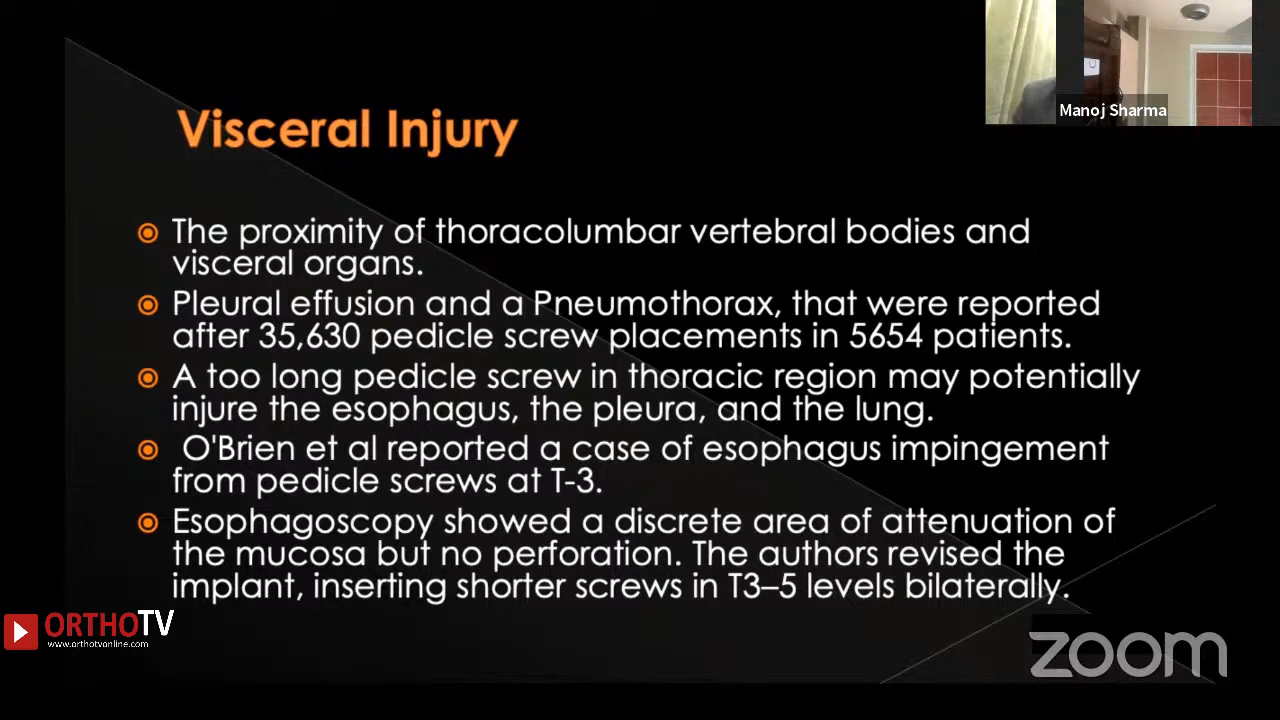 Manoj Sharma
Visceral Injury
The proximity of thoracolumbar vertebral bodies and
visceral organs.
Pleural effusion and a Pneumothorax, that were reported
after 35,630 pedicle screw placements in 5654 patients.
A too long pedicle screw in thoracic region may potentially
injure the esophagus, the pleura, and the lung.
O'Brien et al reported a case of esophagus impingement
from pedicle screws at T-3.
Esophagoscopy showed a discrete area of attenuation of
the mucosa but no perforation. The authors revised the
implant, inserting shorter screws in T3–5 levels bilaterally.
ORTHOTV
www.orthotvonline.com
zoom